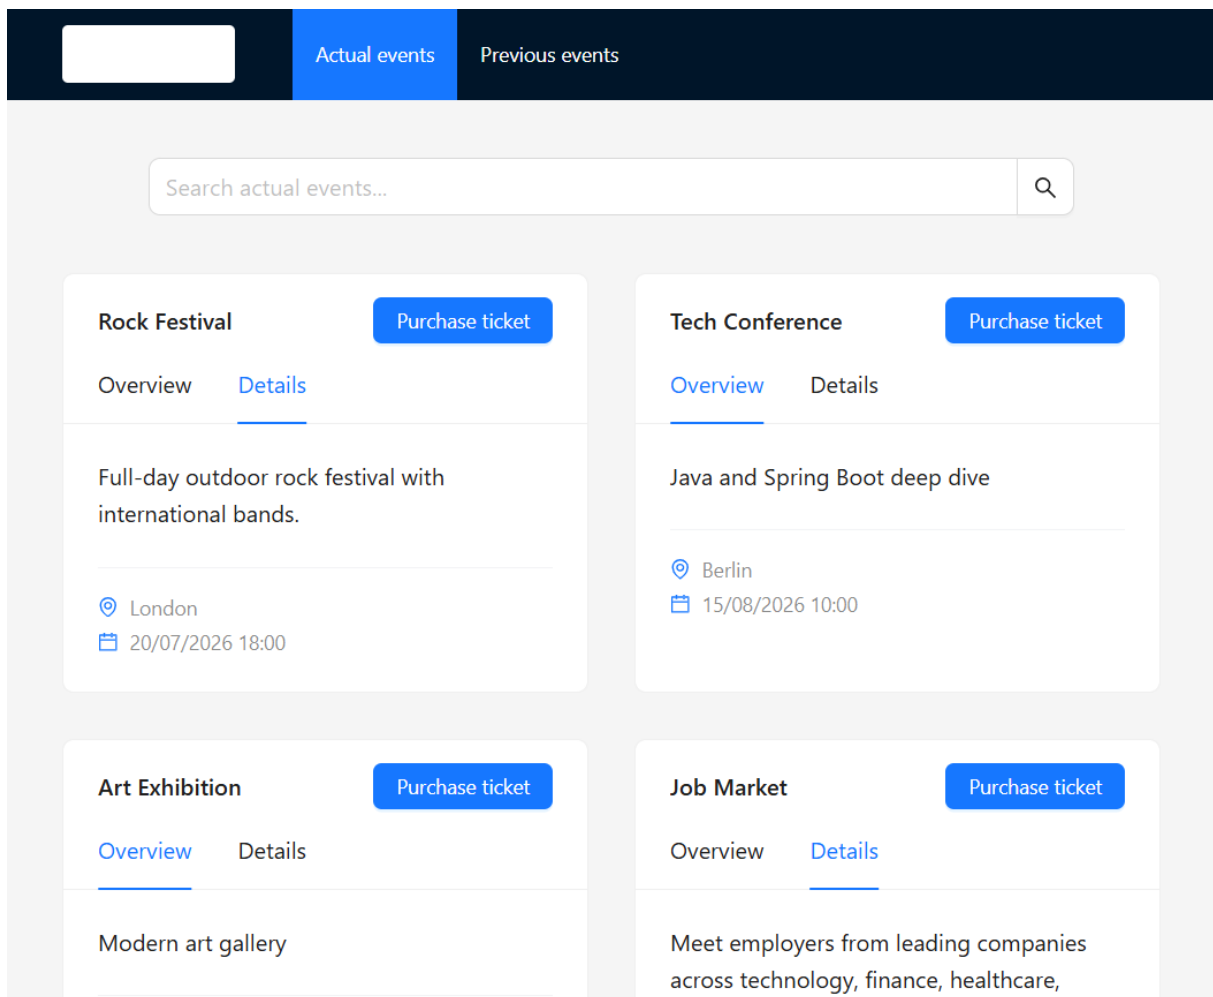 Actual events
Previous events
Search actual events...
Rock Festival
Purchase ticket
Overview
Details
Full-day outdoor rock festival with
international bands.
London
20/07/2026 18:00
Tech Conference
Purchase ticket
Overview
Details
Java and Spring Boot deep dive
Berlin
15/08/2026 10:00
Art Exhibition
Purchase ticket
Overview
Details
Modern art gallery
Job Market
Purchase ticket
Overview
Details
Meet employers from leading companies
across technology, finance, healthcare,